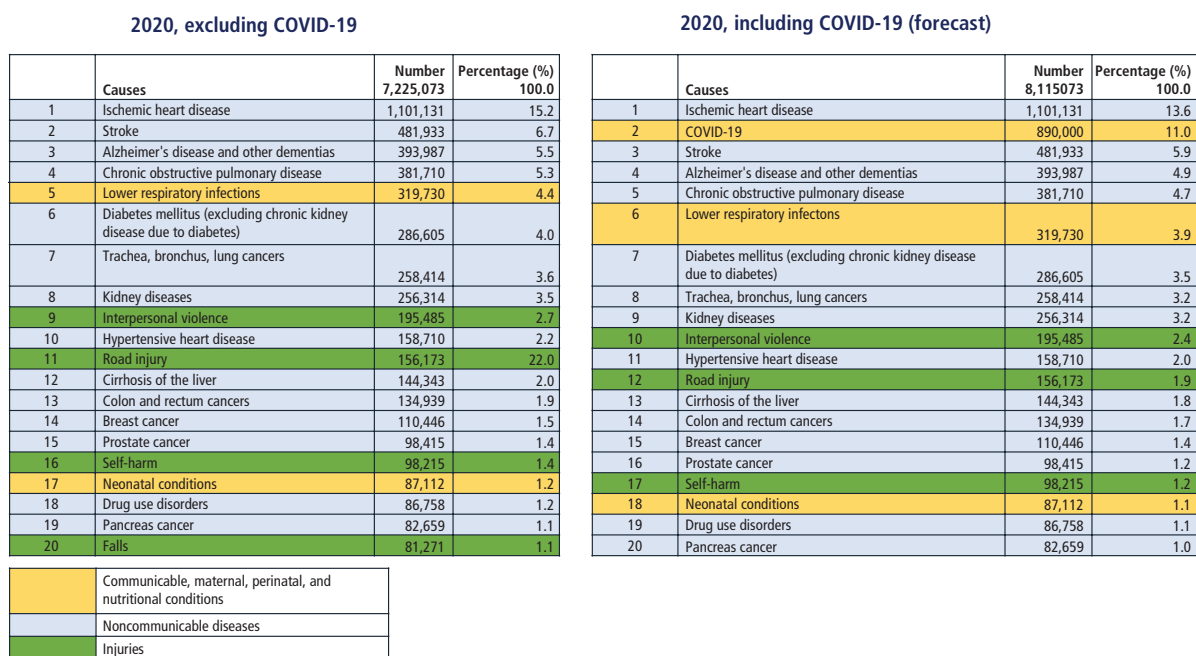 2020, excluding COVID-19
Causes Number Percentage (%)
7,225,073 100.0
1 Ischemic heart disease 1,101,131 15.2
2 Stroke 481,933 6.7
3 Alzheimer's disease and other dementias 393,987 5.5
4 Chronic obstructive pulmonary disease 381,710 5.3
5 Lower respiratory infections 319,730 4.4
6 Diabetes mellitus (excluding chronic kidney
disease due to diabetes) 286,605 4.0
7 Trachea, bronchus, lung cancers
258,414 3.6
8 Kidney diseases 256,314 3.5
9 Interpersonal violence 195,485 2.7
10 Hypertensive heart disease 158,710 2.2
11 Road injury 156,173 22.0
12 Cirrhosis of the liver 144,343 2.0
13 Colon and rectum cancers 134,939 1.9
14 Breast cancer 110,446 1.5
15 Prostate cancer 98,415 1.4
16 Self-harm 98,215 1.4
17 Neonatal conditions 87,112 1.2
18 Drug use disorders 86,758 1.2
19 Pancreas cancer 82,659 1.1
20 Falls 81,271 1.1
Communicable, maternal, perinatal, and
nutritional conditions
Noncommunicable diseases
Injuries
2020, including COVID-19 (forecast)
Causes Number Percentage (%)
8,115073 100.0
1 Ischemic heart disease 1,101,131 13.6
2 COVID-19 890,000 11.0
3 Stroke 481,933 5.9
4 Alzheimer's disease and other dementias 393,987 4.9
5 Chronic obstructive pulmonary disease 381,710 4.7
6 Lower respiratory infectons
319,730 3.9
7 Diabetes mellitus (excluding chronic kidney disease
due to diabetes) 286,605 3.5
8 Trachea, bronchus, lung cancers 258,414 3.2
9 Kidney diseases 256,314 3.2
10 Interpersonal violence 195,485 2.4
11 Hypertensive heart disease 158,710 2.0
12 Road injury 156,173 1.9
13 Cirrhosis of the liver 144,343 1.8
14 Colon and rectum cancers 134,939 1.7
15 Breast cancer 110,446 1.4
16 Prostate cancer 98,415 1.2
17 Self-harm 98,215 1.2
18 Neonatal conditions 87,112 1.1
19 Drug use disorders 86,758 1.1
20 Pancreas cancer 82,659 1.0